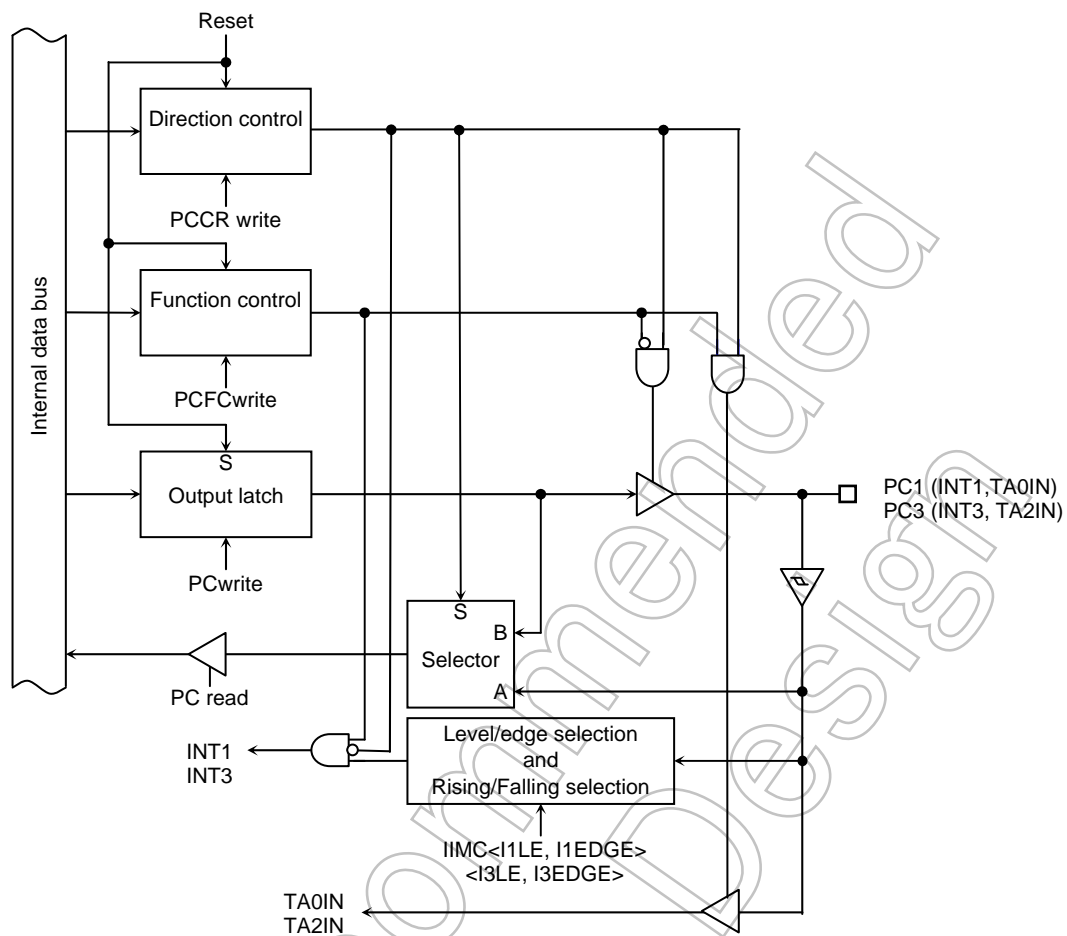 Reset
Direction control
PCCR write
Internal data bus
Function control
PCFCwrite
S
Output latch
PC1 (INT1,TA0IN)
PC3 (INT3, TA2IN)
PCwrite
S
B
Selector
A
PC read
Level/edge selection
and
Rising/Falling selection
INT1
INT3
IIMC<I1LE, I1EDGE>
<I3LE, I3EDGE>
TA0IN
TA2IN
ommended
Design